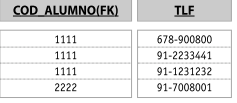 COD_ALUMNO(FK) TLF
1111 678-900800
1111 91-2233441
1111 91-1231232
2222 91-7008001